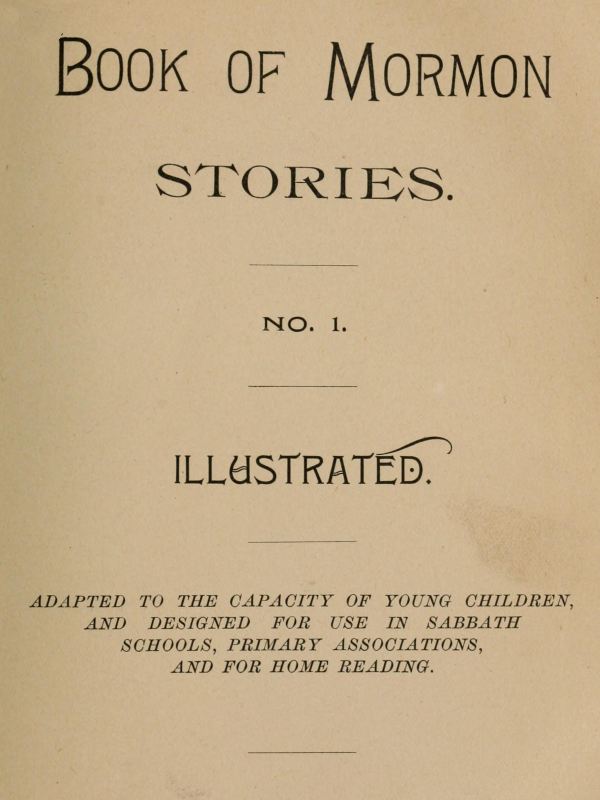 BOOK OF MORMON
STORIES.
NO. 1.
ILLUSTRATED.
ADAPTED TO THE CAPACITY OF YOUNG CHILDREN,
AND DESIGNED FOR USE IN SABBATH
SCHOOLS, PRIMARY ASSOCIATIONS,
AND FOR HOME READING.